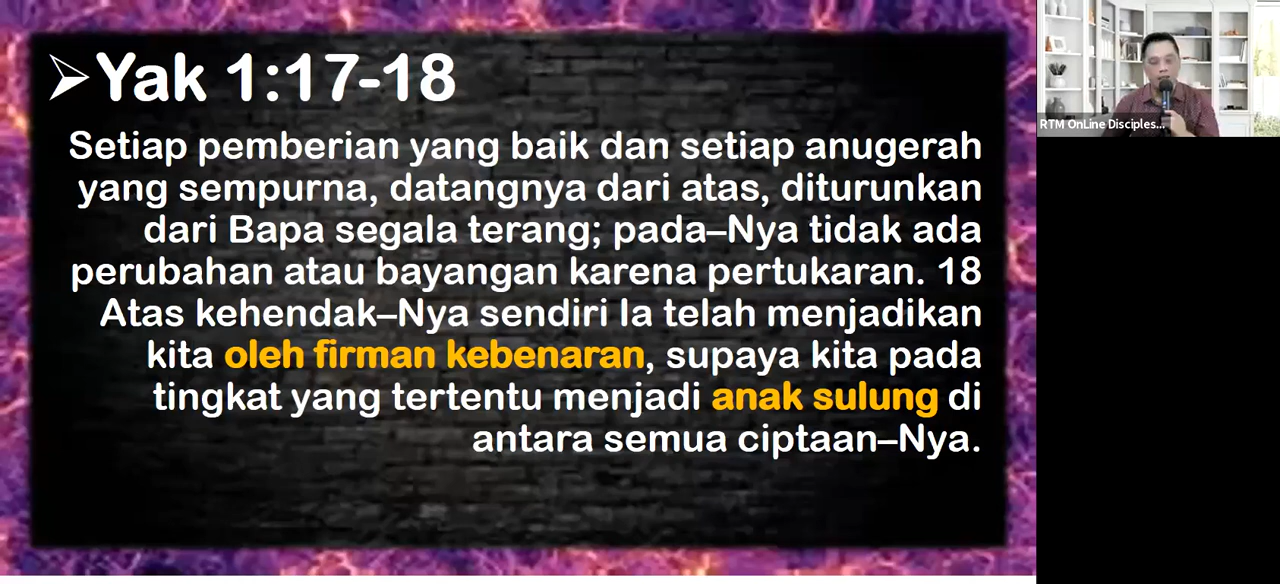 Yak 1:17-18
Setiap pemberian yang baik dan setiap anugerah
yang sempurna, datangnya dari atas, diturunkan
dari Bapa segala terang; pada–Nya tidak ada
perubahan atau bayangan karena pertukaran. 18
Atas kehendak–Nya sendiri Ia telah menjadikan
kita oleh firman kebenaran, supaya kita pada
tingkat yang tertentu menjadi anak sulung di
antara semua ciptaan–Nya.
RTM OnLine Disciples...